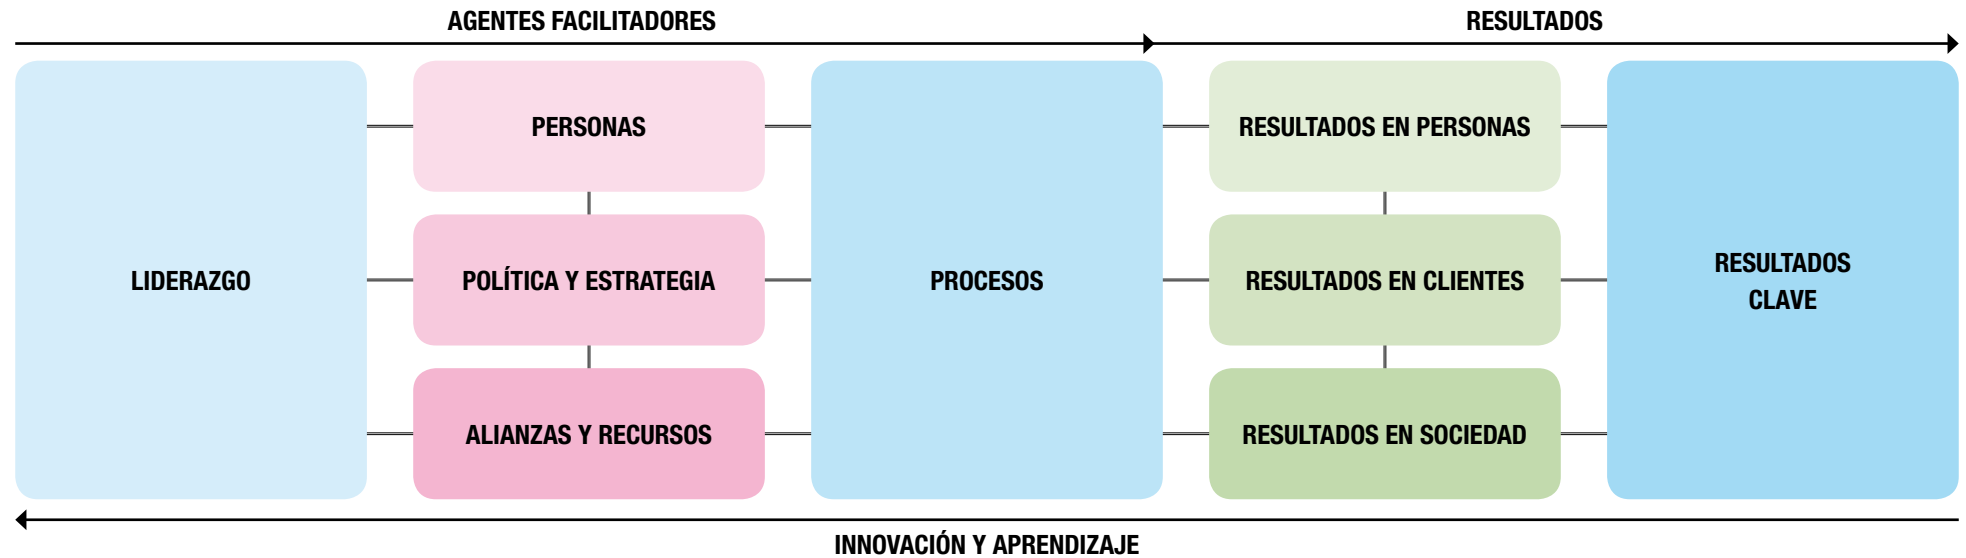 AGENTES FACILITADORES
RESULTADOS
LIDERAZGO
PERSONAS
POLÍTICA Y ESTRATEGIA
ALIANZAS Y RECURSOS
PROCESOS
RESULTADOS EN PERSONAS
RESULTADOS EN CLIENTES
RESULTADOS EN SOCIEDAD
RESULTADOS
CLAVE
INNOVACIÓN Y APRENDIZAJE